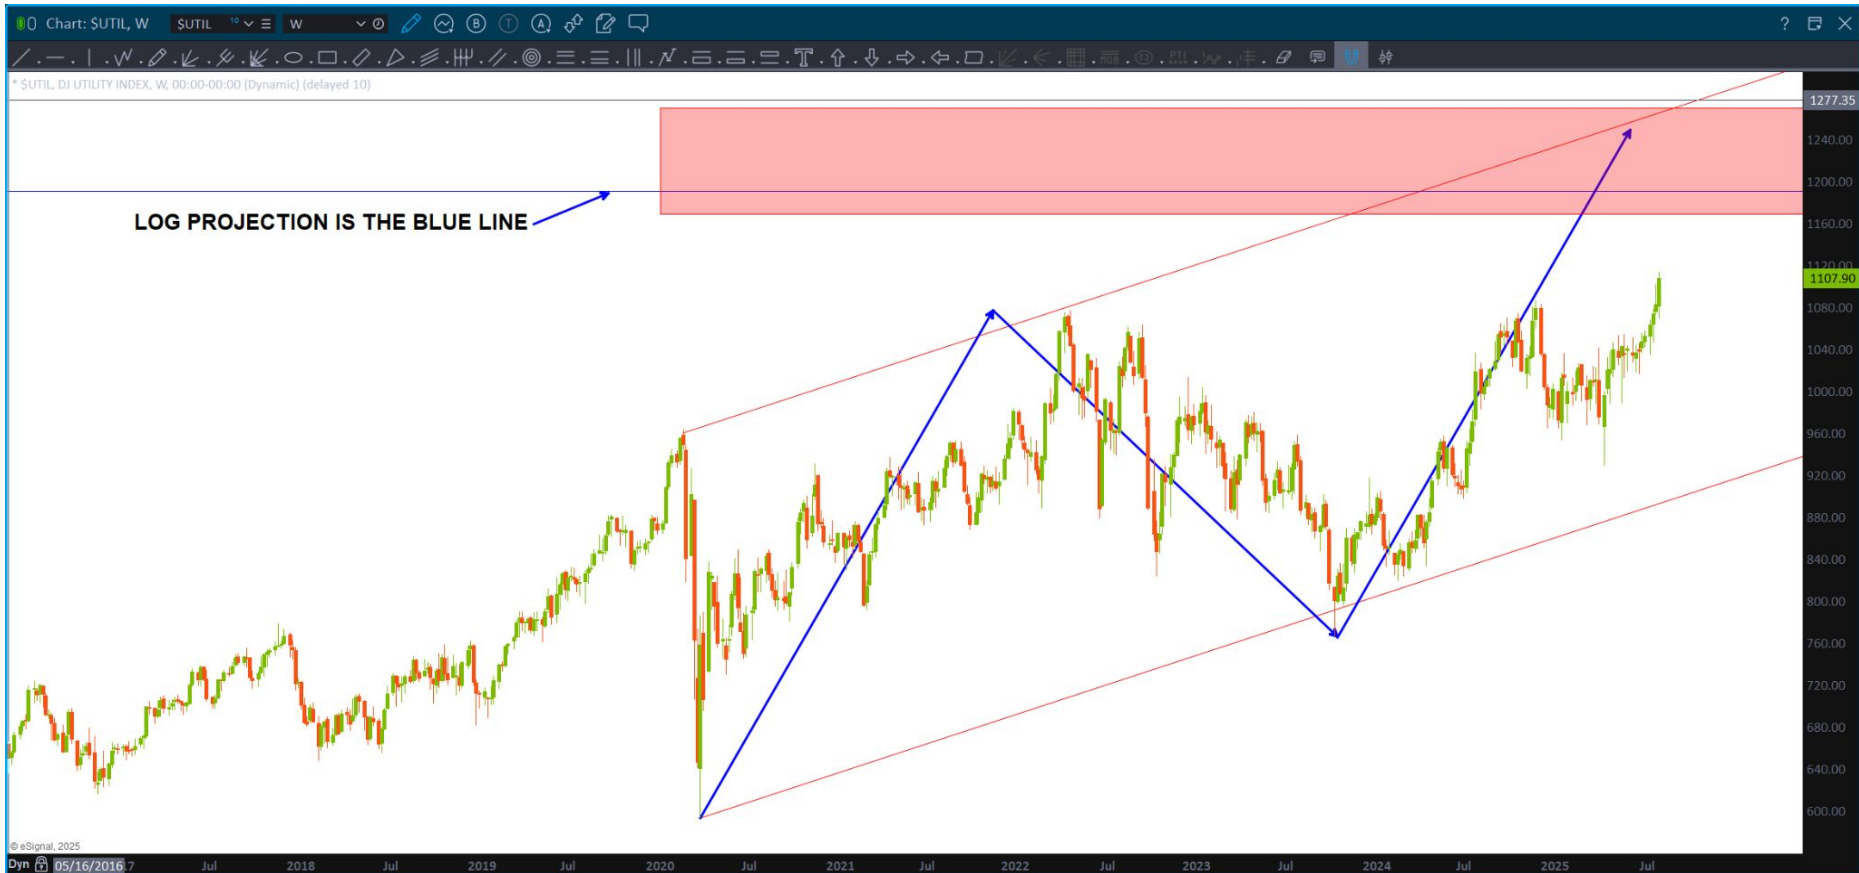 Chart: $UTIL, W
$UTIL
10
W
* $UTIL, DJ UTILITY INDEX, W, 00:00-00:00 (Dynamic) (delayed 10)
1277.35
1240.00
1200.00
LOG PROJECTION IS THE BLUE LINE
1160.00
1120.00
1107.90
1080.00
1040.00
1000.00
960.00
920.00
880.00
840.00
800.00
760.00
720.00
680.00
640.00
600.00
© eSignal, 2025
Dyn 05/16/2016 17 Jul 2018 Jul 2019 Jul 2020 Jul 2021 Jul 2022 Jul 2023 Jul 2024 Jul 2025 Jul